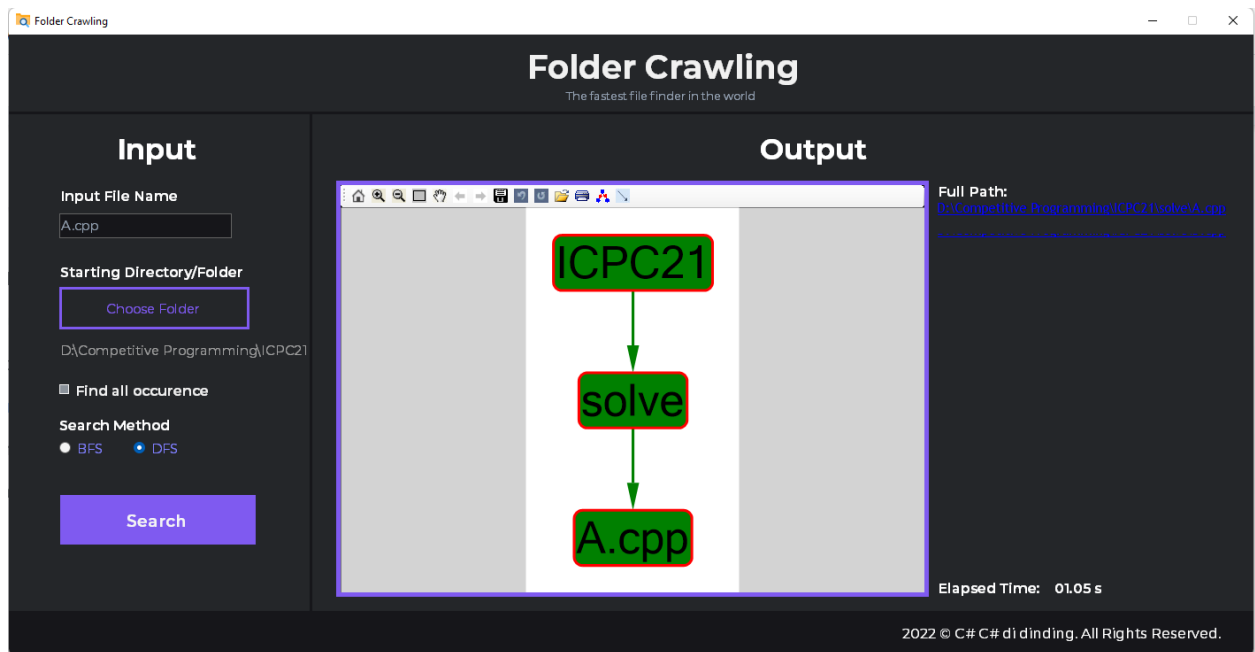 Folder Crawling
Folder Crawling
The fastest file finder in the world
Input
Input File Name
A.cpp
Starting Directory/Folder
Choose Folder
D:\Competitive Programming\ICPC21
Find all occurence
Search Method
BFS DFS
Search
Output
ICPC21
solve
A.cpp
Full Path:
D:\Competitive Programming\ICPC21\solve\A.cpp
Elapsed Time: 01.05 s
2022 © C# C# di dinding. All Rights Reserved.